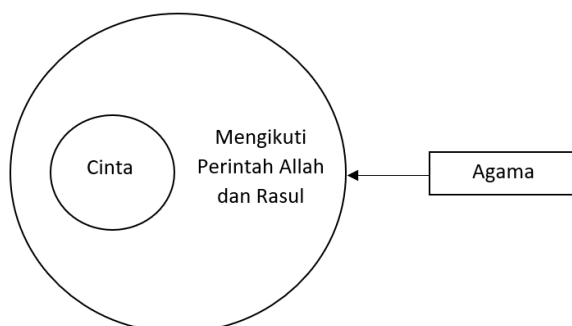 Cinta
Mengikuti
Perintah Allah
dan Rasul
Agama